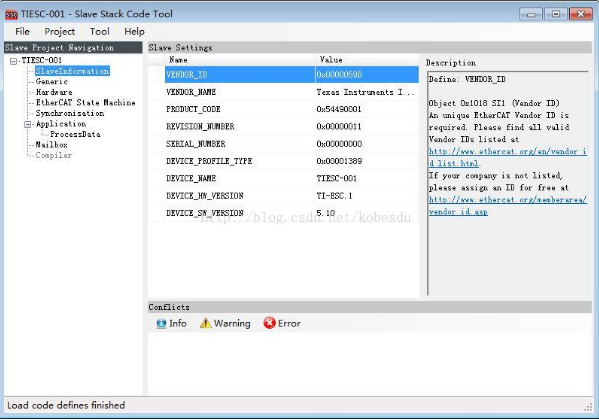 TIESC-001 - Slave Stack Code Tool
File Project Tool Help
Slave Project Navigation
TIESC-001
SlaveInformation
Generic
Hardware
EtherCAT State Machine
Synchronisation
Application
ProcessData
Mailbox
Compiler
Slave Settings
Name Value
VENDOR_ID 0x00000590
VENDOR_NAME Texas Instruments I...
PRODUCT_CODE 0x54490001
REVISION_NUMBER 0x00000011
SERIAL_NUMBER 0x00000000
DEVICE_PROFILE_TYPE 0x00001389
DEVICE_NAME TIESC-001
DEVICE_HW_VERSION TI-ESC.1
DEVICE_SW_VERSION 5.10
http://blog.csdn.net/kobesdu
Description
Define: VENDOR_ID
Object 0x1018 SI1 (Vendor ID)
An unique EtherCAT Vendor ID is
required. Please find all valid
Vendor IDs listed at
http://www.ethercat.org/en/vendor_i
d_list.html.
If your company is not listed,
please assign an ID for free at
http://www.ethercat.org/memberarea/
vendor_id.asp
Conflicts
Info Warning Error
Load code defines finished